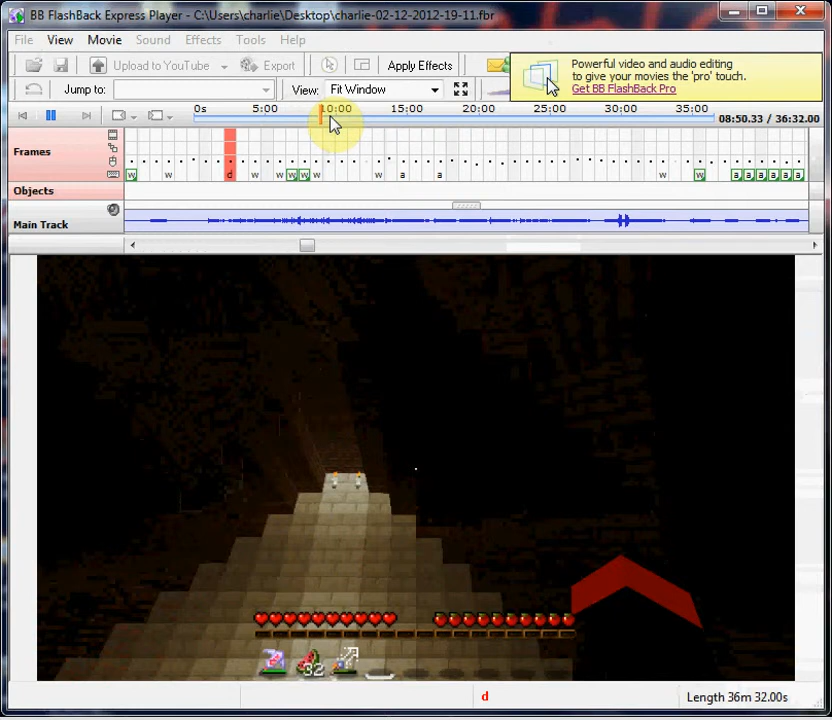 BB FlashBack Express Player - C:\Users\charlie\Desktop\charlie-02-12-2012-19-11.fbr
File View Movie Sound Effects Tools Help
Upload to YouTube Export Apply Effects
Powerful video and audio editing
to give your movies the 'pro' touch.
Get BB FlashBack Pro
Jump to: View: Fit Window
0s 5:00 10:00 15:00 20:00 25:00 30:00 35:00
08:50.33 / 36:32.00
Frames
w w d w w w w w w a a w w a a a a a a
Objects
Main Track
32
d Length 36m 32.00s